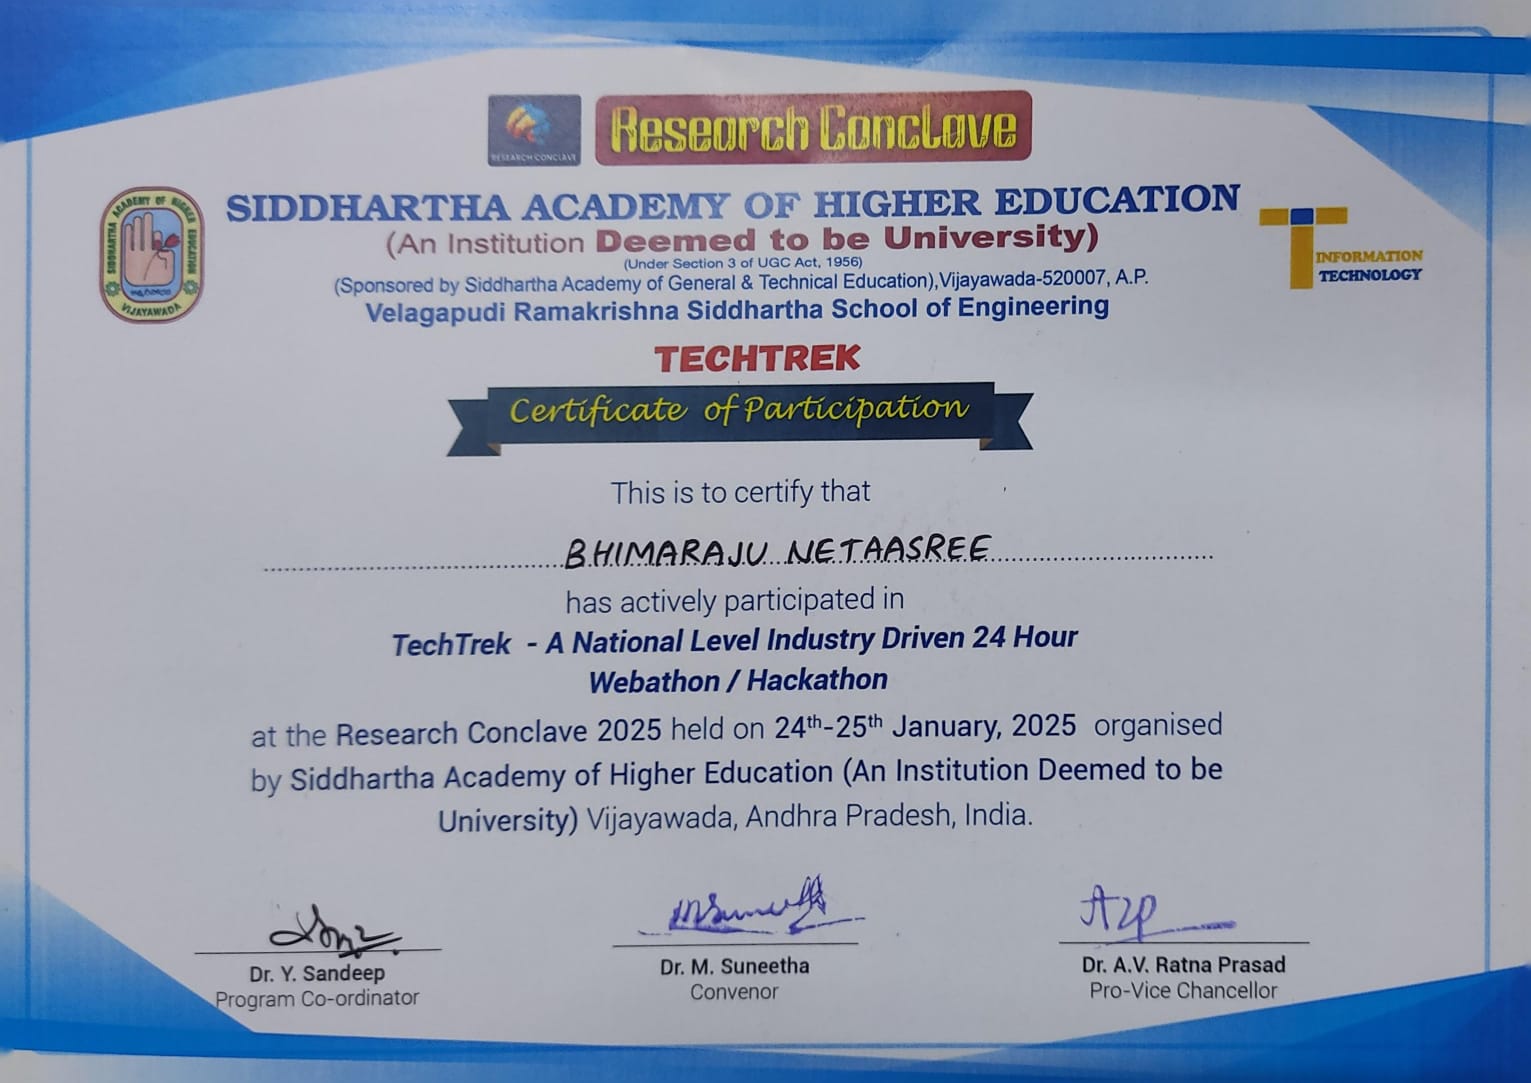 RESEARCH CONCLAVE
Research Conclave
SIDDHARTHA ACADEMY OF HIGHER EDUCATION
VIJAYAWADA
SIDDHARTHA ACADEMY OF HIGHER EDUCATION
(An Institution Deemed to be University)
(Under Section 3 of UGC Act, 1956)
(Sponsored by Siddhartha Academy of General & Technical Education),Vijayawada-520007, A.P.
Velagapudi Ramakrishna Siddhartha School of Engineering
INFORMATION
TECHNOLOGY
TECHTREK
Certificate of Participation
This is to certify that
BHIMARAJU NETAASREE
has actively participated in
TechTrek - A National Level Industry Driven 24 Hour
Webathon / Hackathon
at the Research Conclave 2025 held on 24th-25th January, 2025 organised
by Siddhartha Academy of Higher Education (An Institution Deemed to be
University) Vijayawada, Andhra Pradesh, India.
Dr. Y. Sandeep
Program Co-ordinator
Dr. M. Suneetha
Convenor
Dr. A.V. Ratna Prasad
Pro-Vice Chancellor